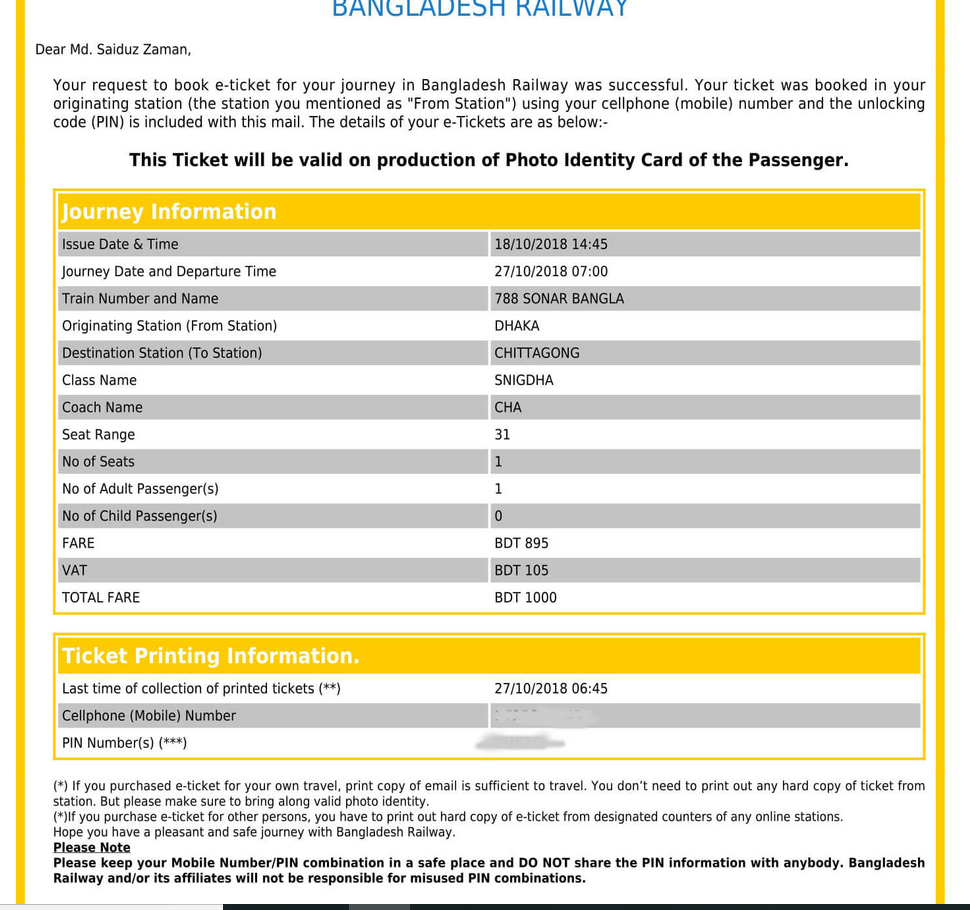 BANGLADESH RAILWAY
Dear Md. Saiduz Zaman,
Your request to book e-ticket for your journey in Bangladesh Railway was successful. Your ticket was booked in your
originating station (the station you mentioned as "From Station") using your cellphone (mobile) number and the unlocking
code (PIN) is included with this mail. The details of your e-Tickets are as below:-
This Ticket will be valid on production of Photo Identity Card of the Passenger.
Journey Information
Issue Date & Time 18/10/2018 14:45
Journey Date and Departure Time 27/10/2018 07:00
Train Number and Name 788 SONAR BANGLA
Originating Station (From Station) DHAKA
Destination Station (To Station) CHITTAGONG
Class Name SNIGDHA
Coach Name CHA
Seat Range 31
No of Seats 1
No of Adult Passenger(s) 1
No of Child Passenger(s) 0
FARE BDT 895
VAT BDT 105
TOTAL FARE BDT 1000
Ticket Printing Information.
Last time of collection of printed tickets (**) 27/10/2018 06:45
Cellphone (Mobile) Number
PIN Number(s) (***)
(*) If you purchased e-ticket for your own travel, print copy of email is sufficient to travel. You don’t need to print out any hard copy of ticket from
station. But please make sure to bring along valid photo identity.
(*)If you purchase e-ticket for other persons, you have to print out hard copy of e-ticket from designated counters of any online stations.
Hope you have a pleasant and safe journey with Bangladesh Railway.
Please Note
Please keep your Mobile Number/PIN combination in a safe place and DO NOT share the PIN information with anybody. Bangladesh
Railway and/or its affiliates will not be responsible for misused PIN combinations.